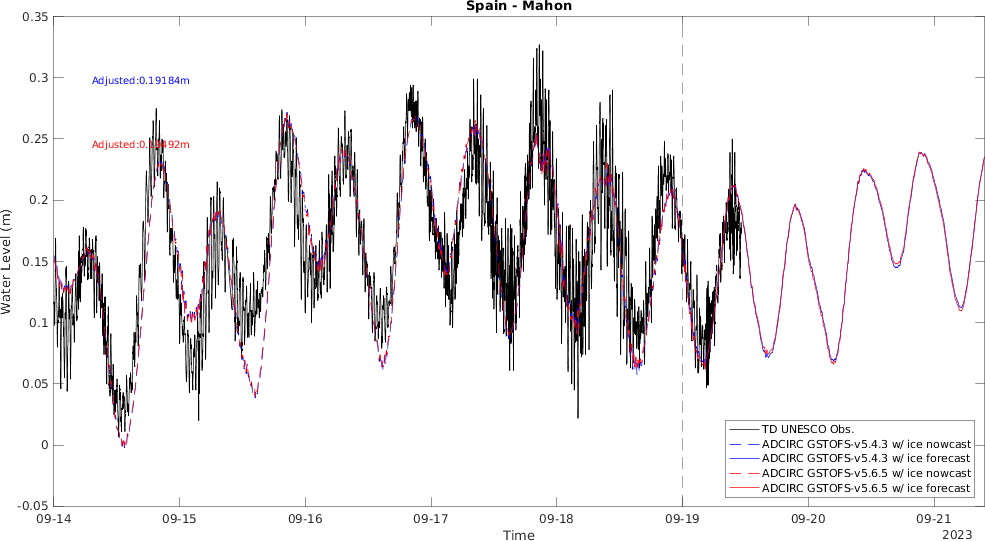 Spain - Mahon
0.35
0.3
0.25
0.2
0.15
0.1
0.05
0
-0.05
Water Level (m)
Adjusted:0.19184m
TD UNESCO Obs.
ADCIRC GSTOFS-v5.4.3 w/ ice nowcast
ADCIRC GSTOFS-v5.4.3 w/ ice forecast
ADCIRC GSTOFS-v5.6.5 w/ ice nowcast
ADCIRC GSTOFS-v5.6.5 w/ ice forecast
09-14
09-15
09-16
09-17
09-18
09-19
09-20
09-21
Time
2023